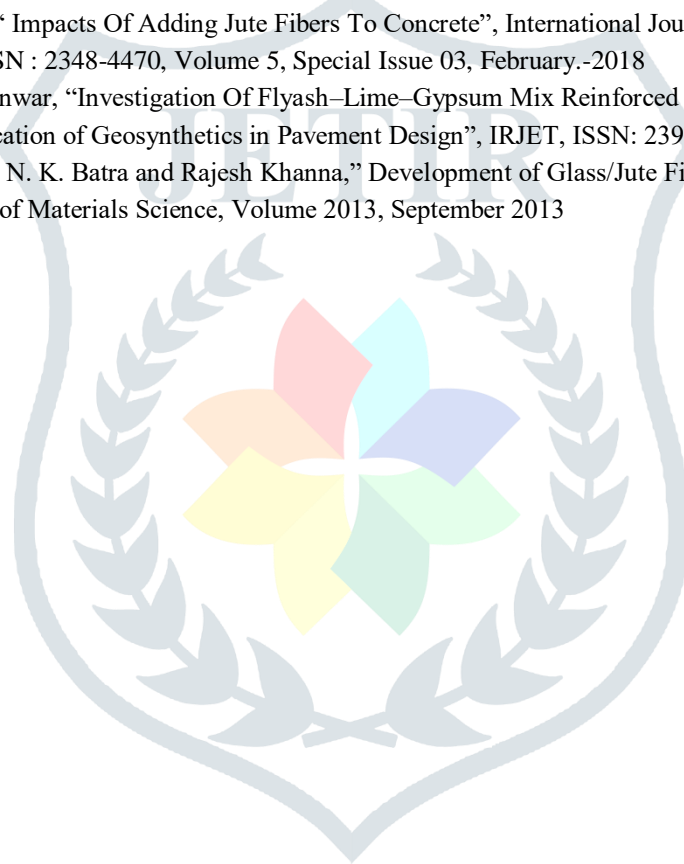 “ Impacts Of Adding Jute Fibers To Concrete”, International Jou
SN : 2348-4470, Volume 5, Special Issue 03, February.-2018
nwar, “Investigation Of Flyash–Lime–Gypsum Mix Reinforced
cation of Geosynthetics in Pavement Design”, IRJET, ISSN: 239
N. K. Batra and Rajesh Khanna,” Development of Glass/Jute Fi
of Materials Science, Volume 2013, September 2013
JETIR